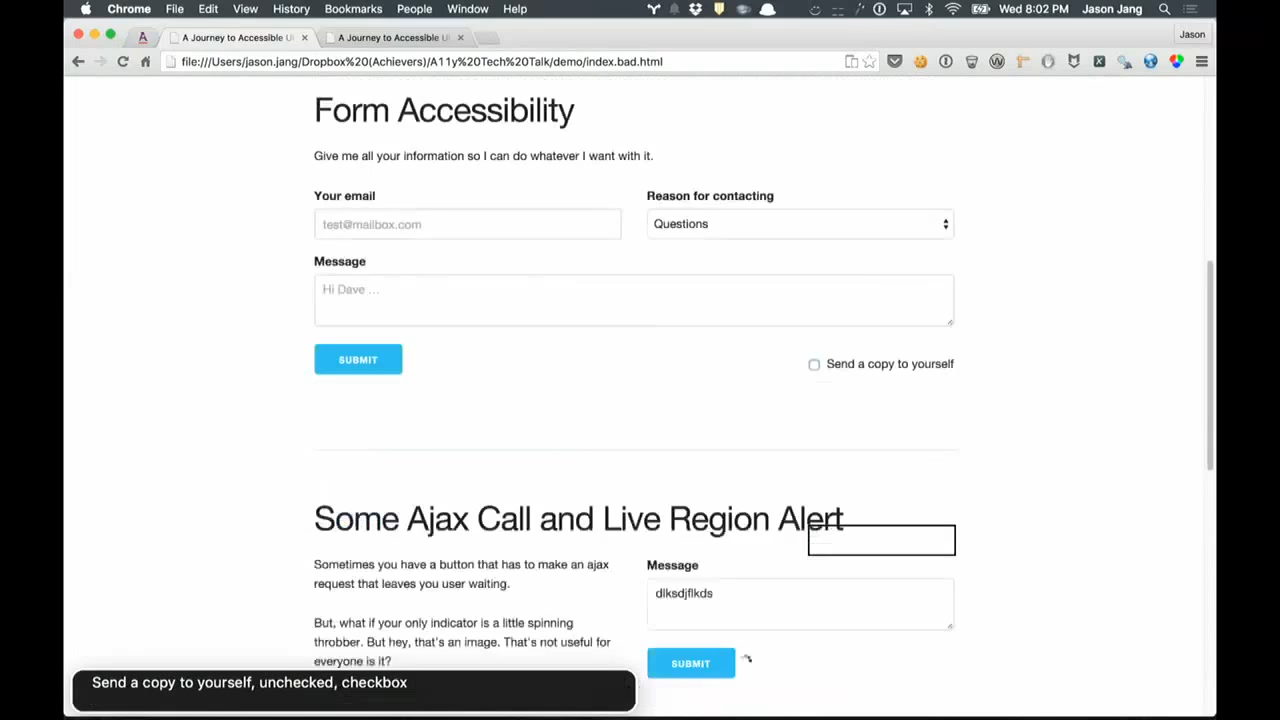 Chrome File Edit View History Bookmarks People Window Help Wed 8:02 PM Jason Jang
A Journey to Accessible UI
A Journey to Accessible UI
Jason
file:///Users/jason.jang/Dropbox%20(Achievers)/A11y%20Tech%20Talk/demo/index.bad.html
Form Accessibility
Give me all your information so I can do whatever I want with it.
Your email Reason for contacting
test@mailbox.com Questions
Message
Hi Dave ...
SUBMIT Send a copy to yourself
Some Ajax Call and Live Region Alert
Sometimes you have a button that has to make an ajax
request that leaves you user waiting.
But, what if your only indicator is a little spinning
throbber. But hey, that's an image. That's not useful for
everyone is it?
Message
dlksdjflkds
SUBMIT
Send a copy to yourself, unchecked, checkbox